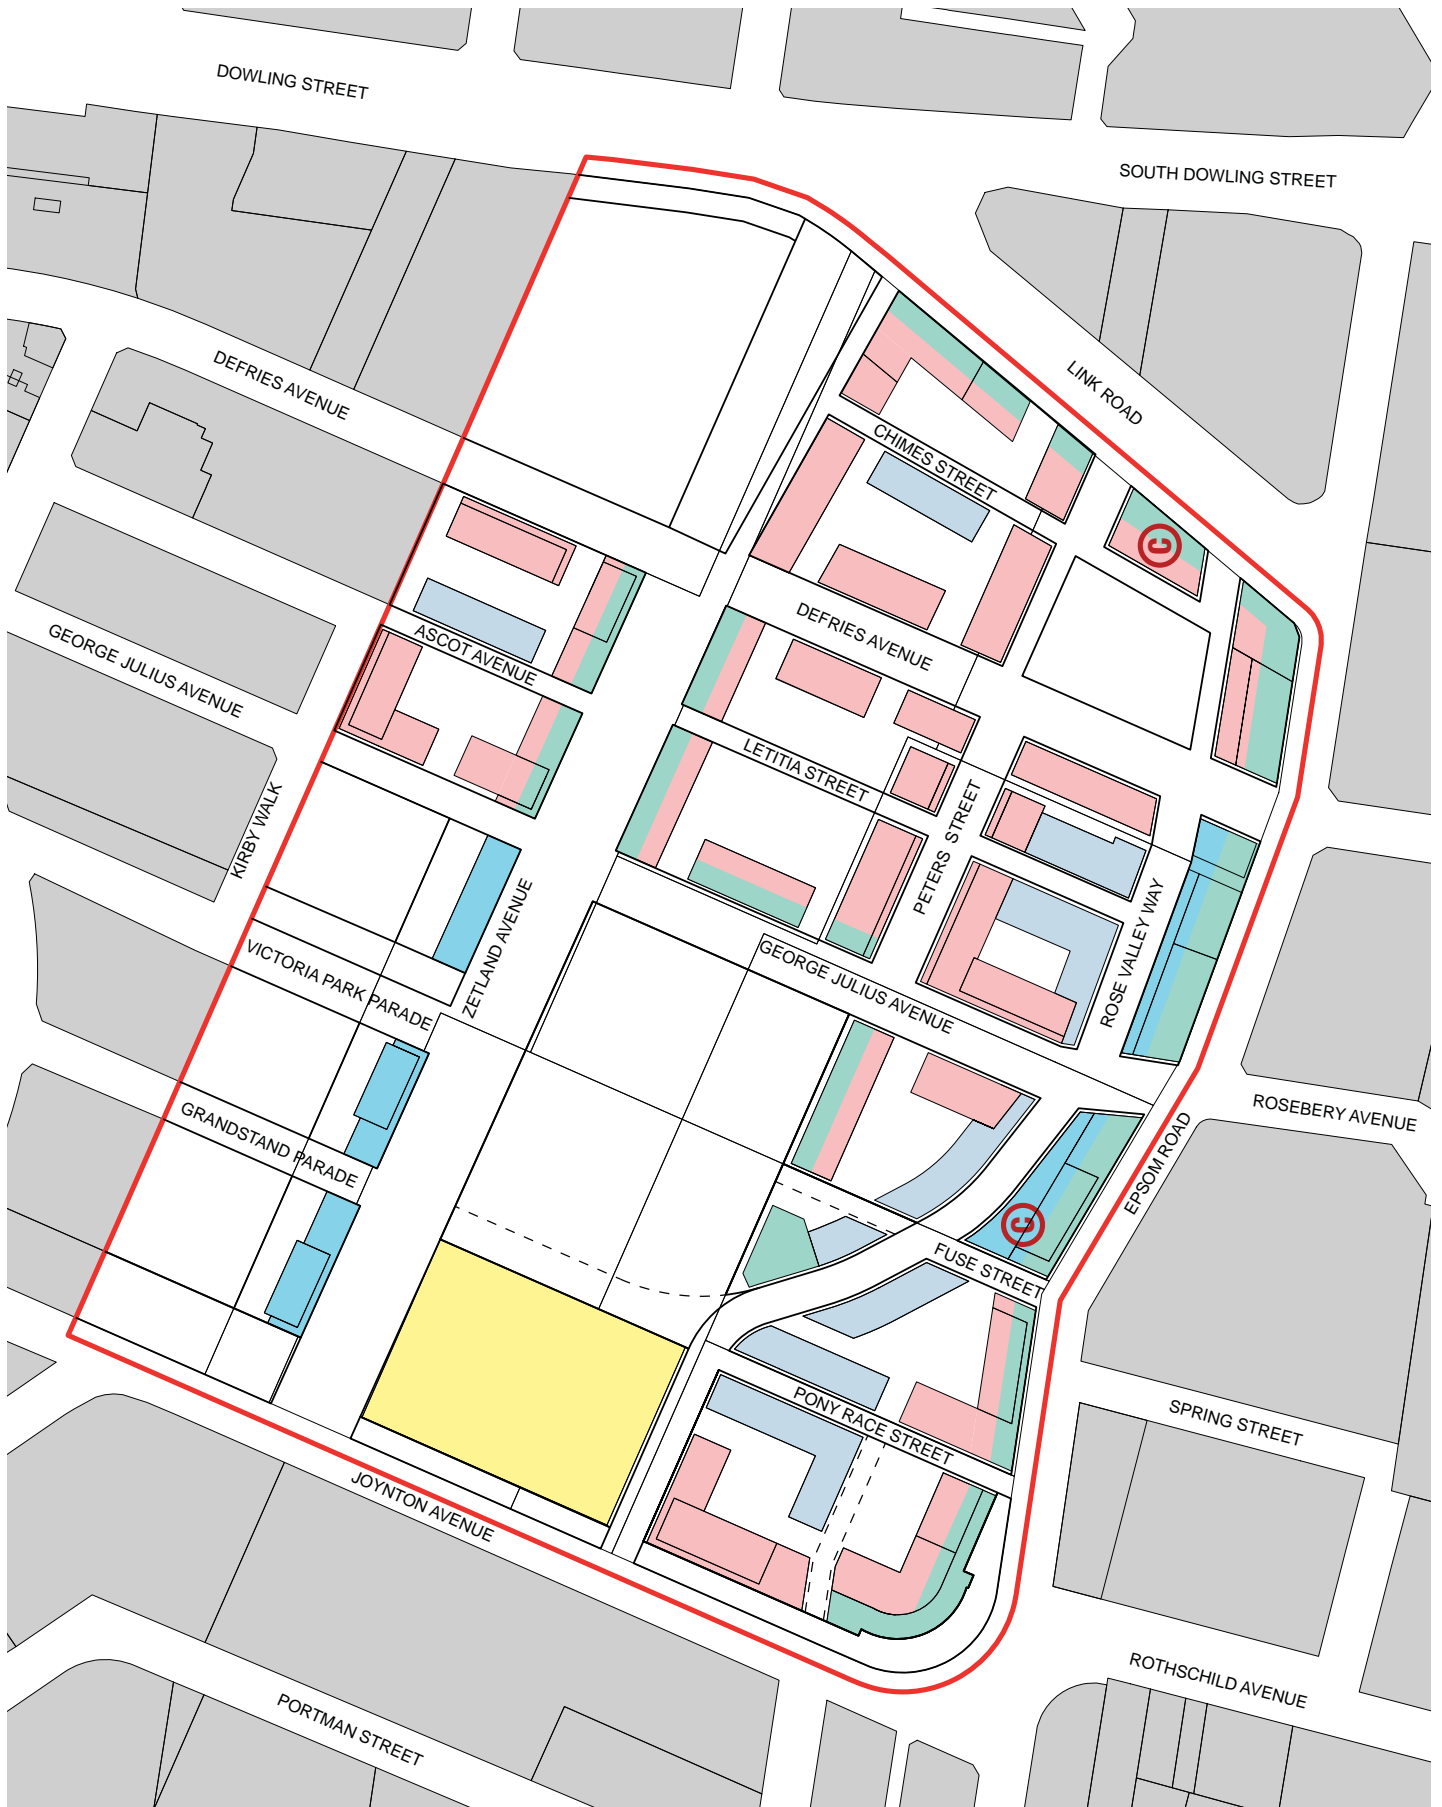 DOWLING STREET
SOUTH DOWLING STREET
LINK ROAD
DEFRIES AVENUE
CHIMES STREET
C
DEFRIES AVENUE
GEORGE JULIUS AVENUE
ASCOT AVENUE
LETITIA STREET
KIRBY WALK
PETERS STREET
ZETLAND AVENUE
ROSE VALLEY WAY
VICTORIA PARK PARADE
GEORGE JULIUS AVENUE
GRANDSTAND PARADE
ROSEBERY AVENUE
EPSOM ROAD
C
FUSE STREET
PONY RACE STREET
SPRING STREET
JOYNTON AVENUE
ROTHSCHILD AVENUE
PORTMAN STREET